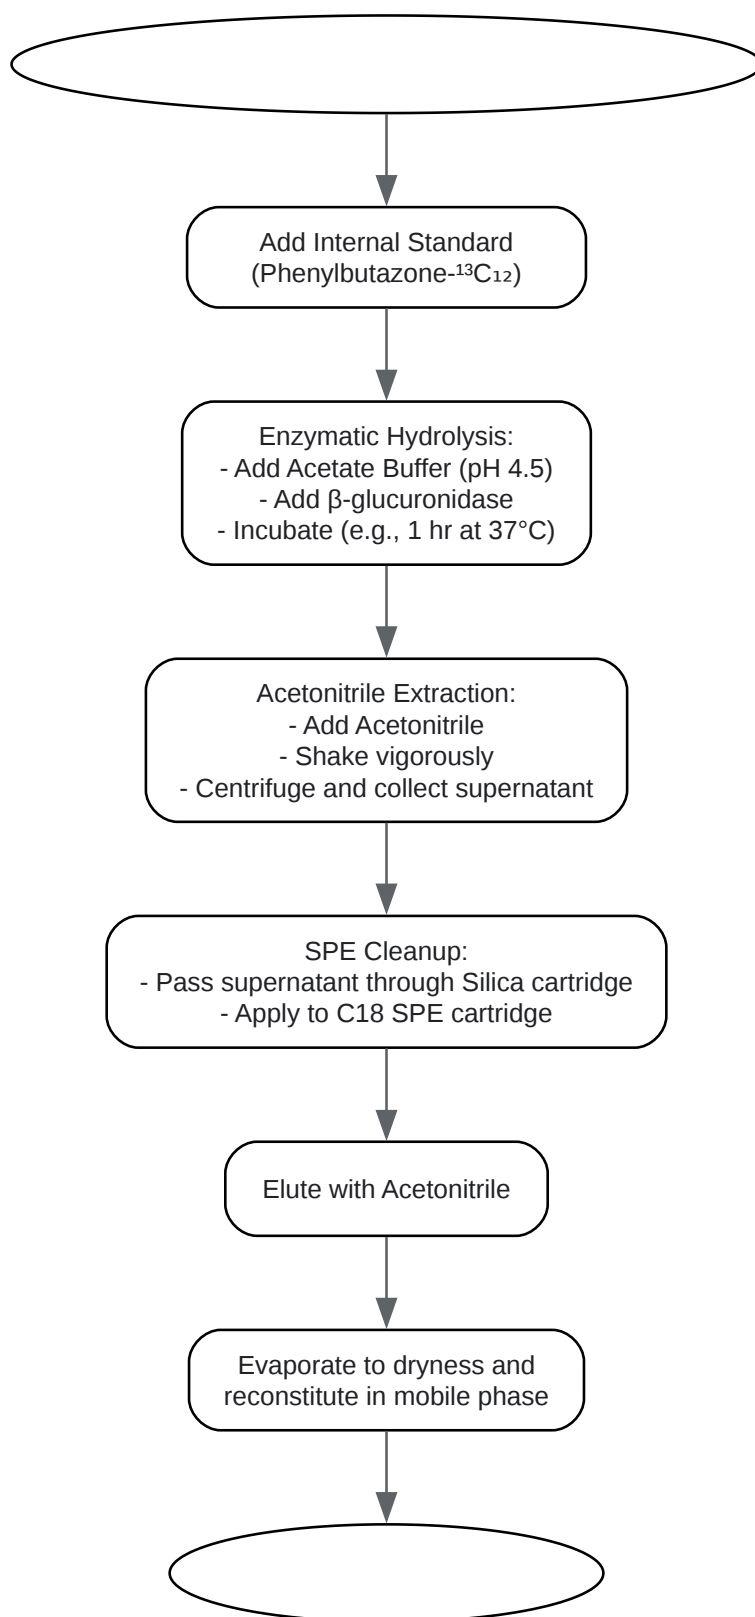 Add Internal Standard
(Phenylbutazone-¹³C₁₂)
Enzymatic Hydrolysis:
- Add Acetate Buffer (pH 4.5)
- Add β-glucuronidase
- Incubate (e.g., 1 hr at 37°C)
Acetonitrile Extraction:
- Add Acetonitrile
- Shake vigorously
- Centrifuge and collect supernatant
SPE Cleanup:
- Pass supernatant through Silica cartridge
- Apply to C18 SPE cartridge
Elute with Acetonitrile
Evaporate to dryness and
reconstitute in mobile phase